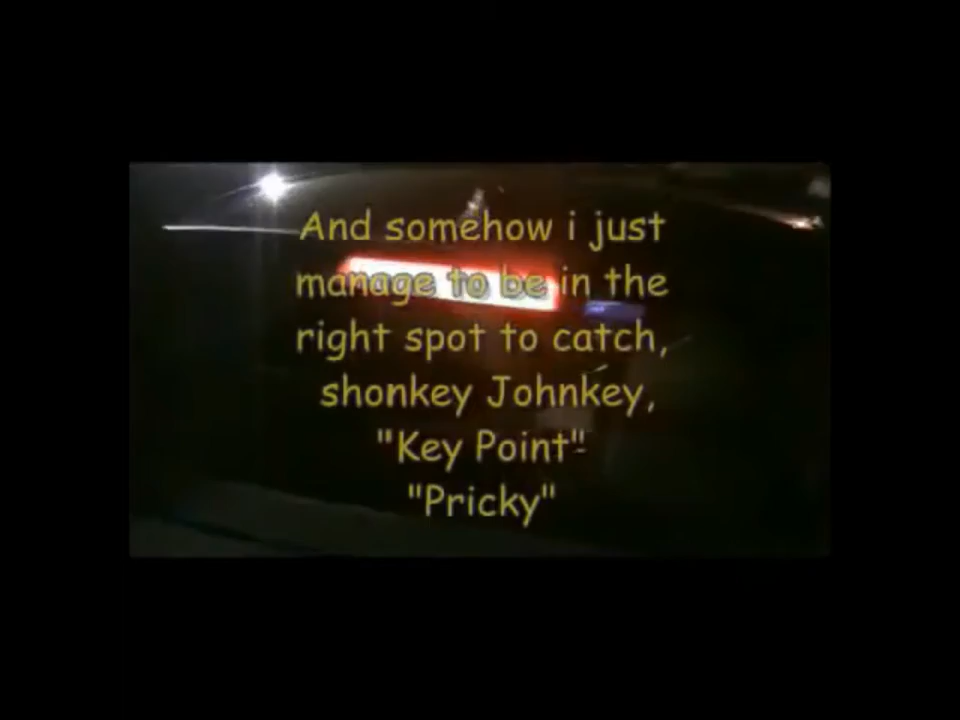 And somehow i just
manage to be in the
right spot to catch,
shonkey Johnkey,
"Key Point"-
"Pricky"